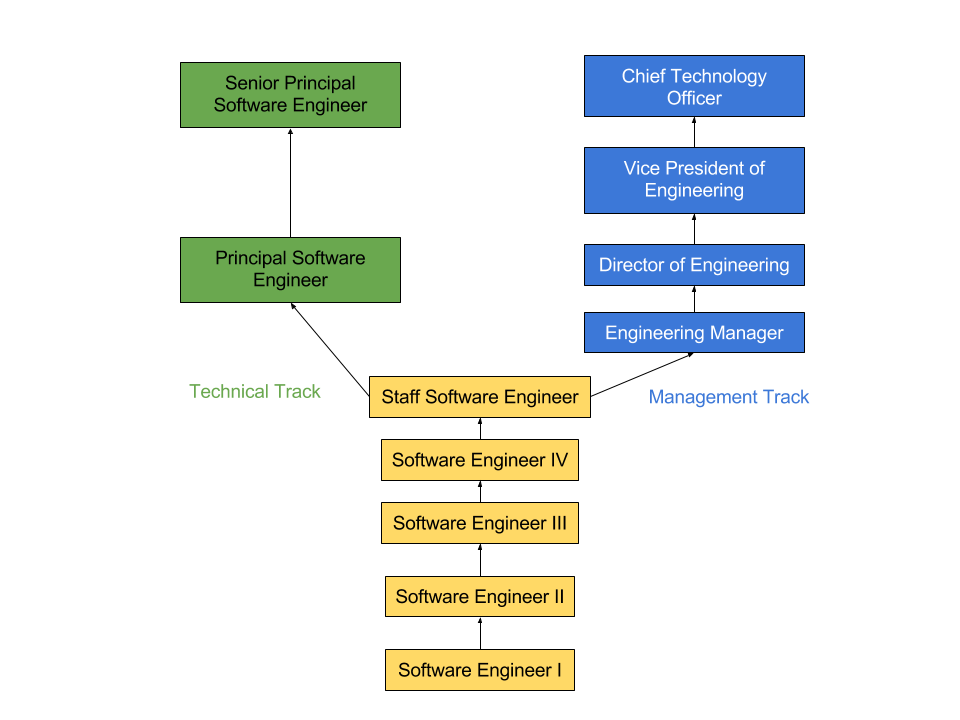 Senior Principal
Software Engineer
Chief Technology
Officer
Vice President of
Engineering
Principal Software
Engineer
Director of Engineering
Engineering Manager
Technical Track
Staff Software Engineer
Management Track
Software Engineer IV
Software Engineer III
Software Engineer II
Software Engineer I